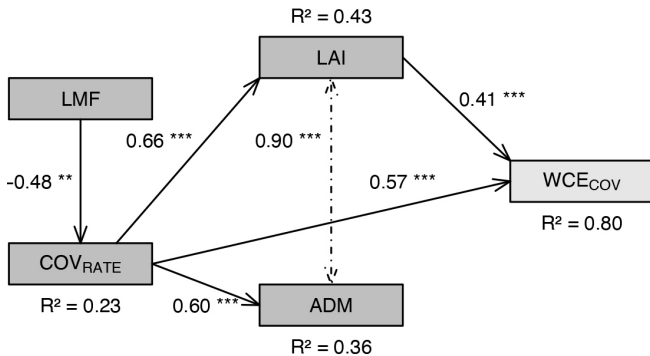 R² = 0.43
LAI
LMF
0.41 ***
0.66 ***
0.90 ***
-0.48 **
0.57 ***
WCE_COV
R² = 0.80
COV_RATE
R² = 0.23
0.60 ***
ADM
R² = 0.36